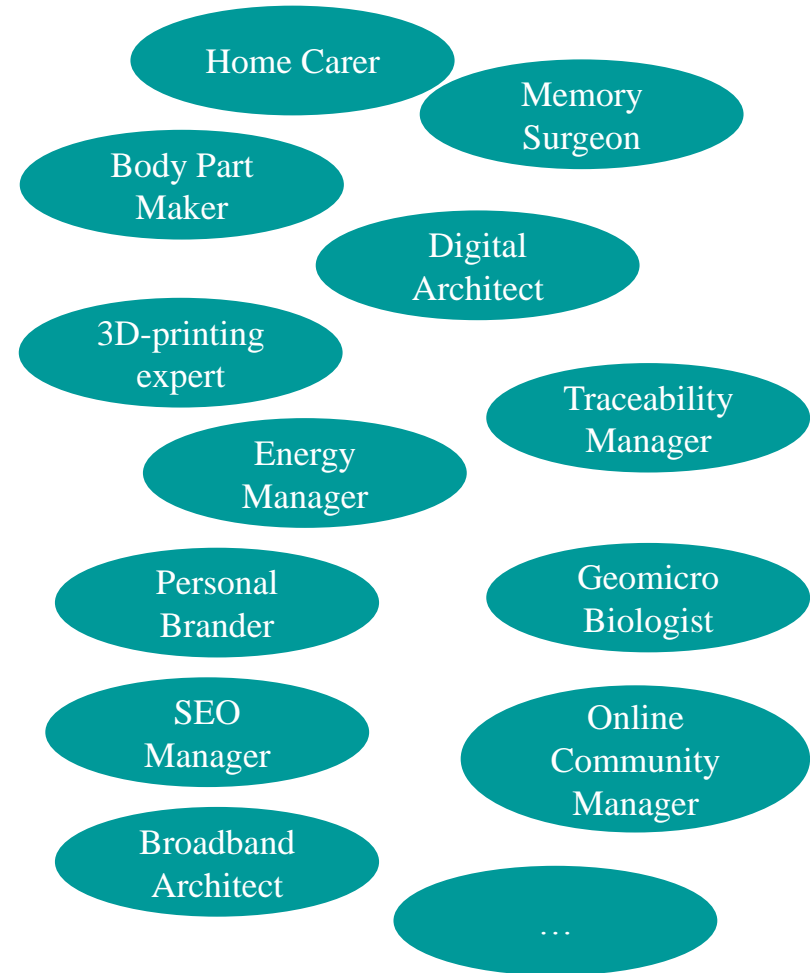 Home Carer
Memory
Surgeon
Body Part
Maker
Digital
Architect
3D-printing
expert
Traceability
Manager
Energy
Manager
Personal
Brander
Geomicro
Biologist
SEO
Manager
Online
Community
Manager
Broadband
Architect
…